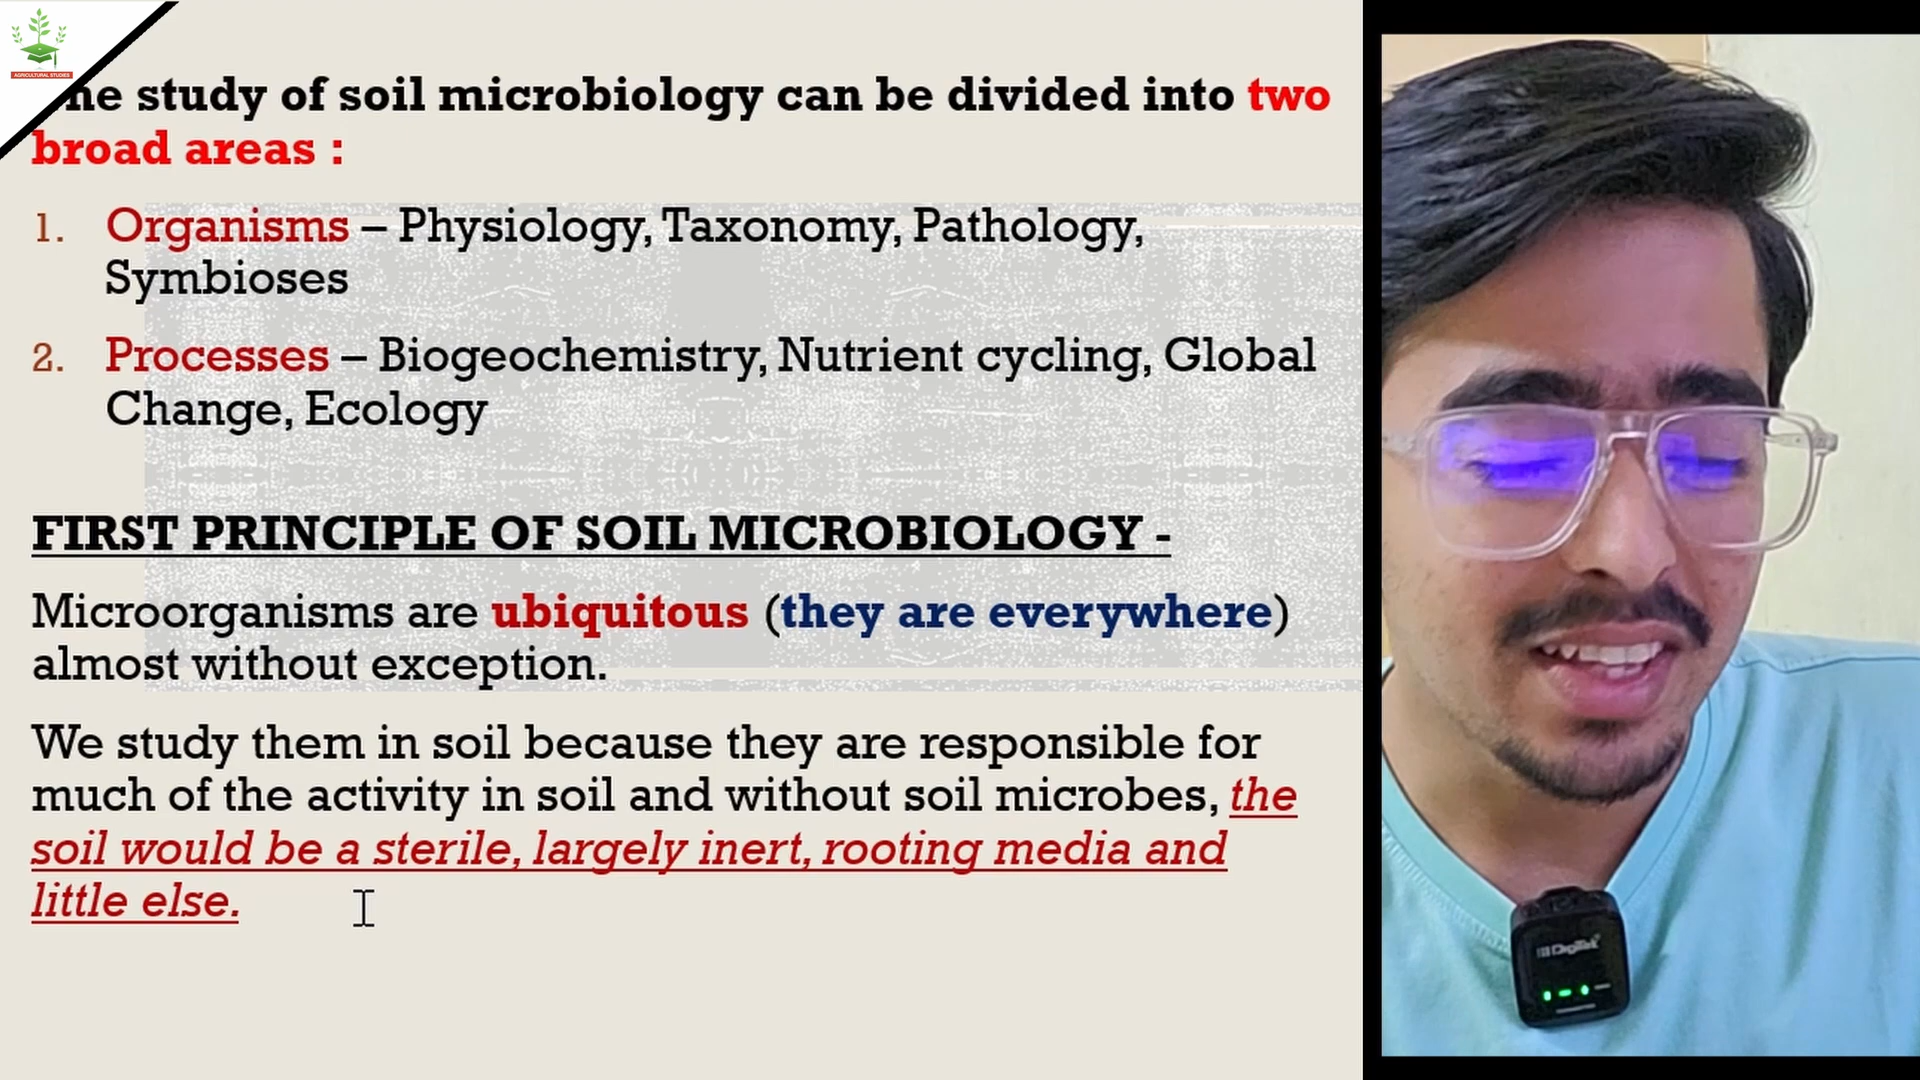 AGRICULTURAL STUDIES
he study of soil microbiology can be divided into two
broad areas :
1. Organisms – Physiology, Taxonomy, Pathology,
Symbioses
2. Processes – Biogeochemistry, Nutrient cycling, Global
Change, Ecology
FIRST PRINCIPLE OF SOIL MICROBIOLOGY -
Microorganisms are ubiquitous (they are everywhere)
almost without exception.
We study them in soil because they are responsible for
much of the activity in soil and without soil microbes, the
soil would be a sterile, largely inert, rooting media and
little else.
DigiTek